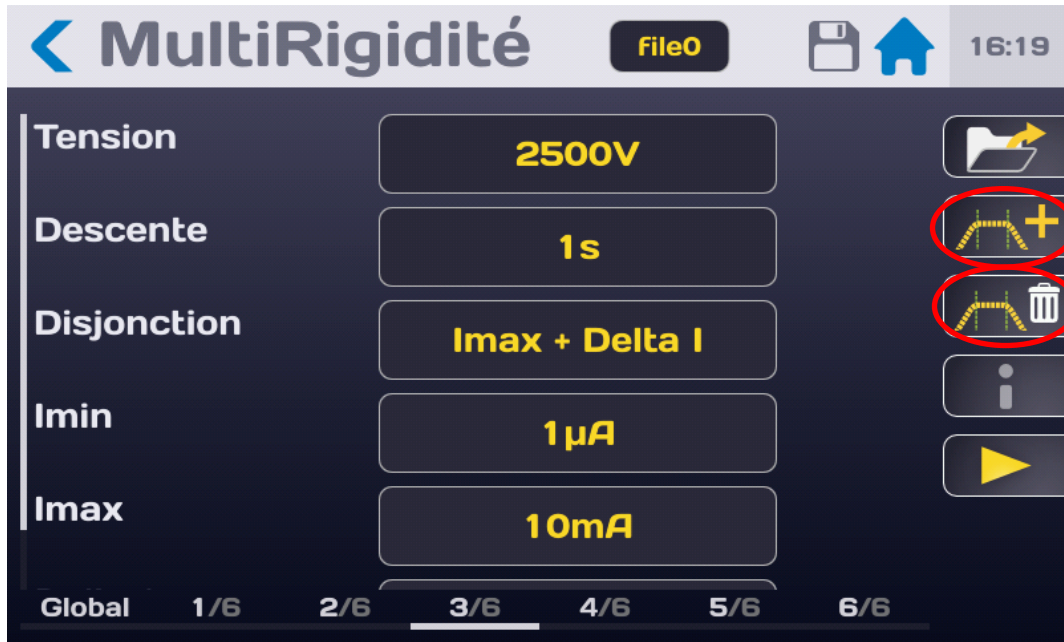 MultiRigidité file0 16:19
Tension 2500V
Descente 1s
Disjonction Imax + Delta I
Imin 1µA
Imax 10mA
Global 1/6 2/6 3/6 4/6 5/6 6/6